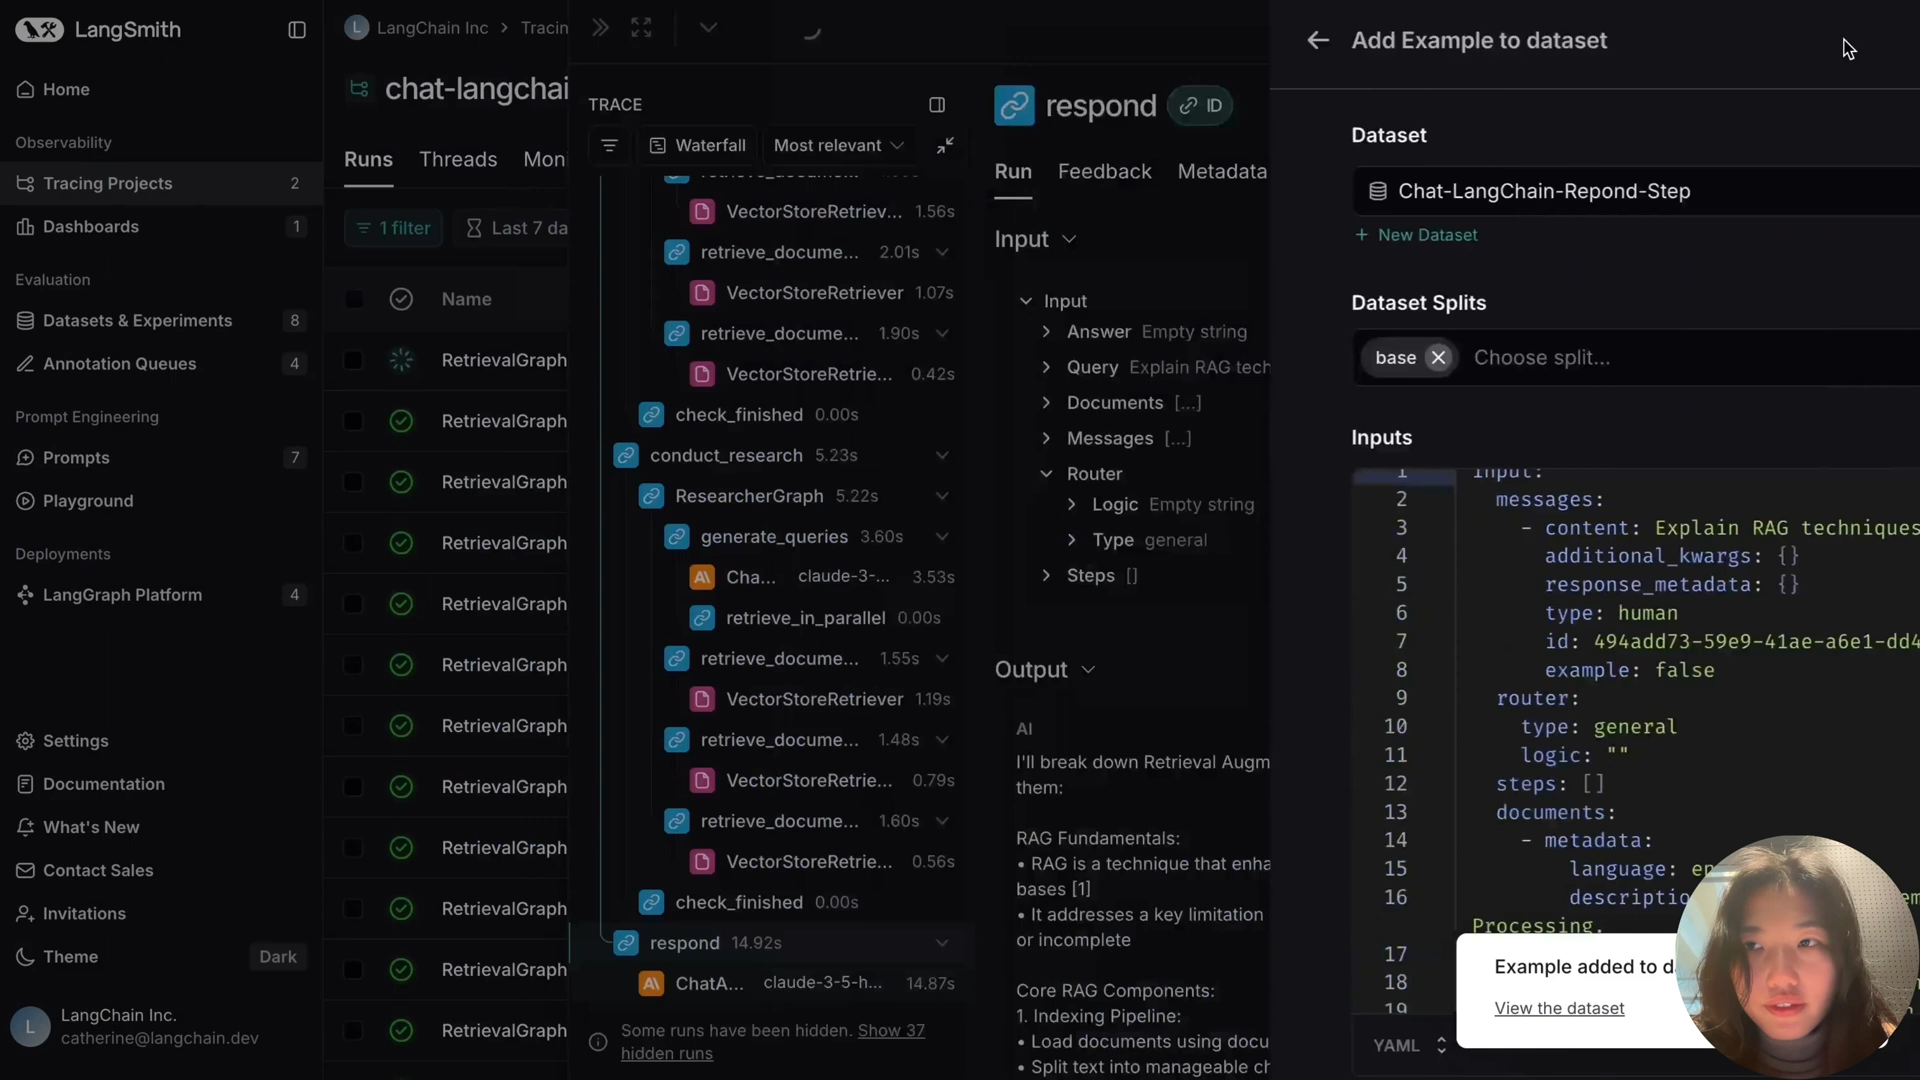 LangSmith
Home
Observability
Tracing Projects 2
Dashboards 1
Evaluation
Datasets & Experiments 8
Annotation Queues 4
Prompt Engineering
Prompts 7
Playground
Deployments
LangGraph Platform 4
Settings
Documentation
What's New
Contact Sales
Invitations
Theme Dark
L LangChain Inc.
catherine@langchain.dev
L LangChain Inc > Tracin
chat-langchai
Runs Threads Moni
1 filter Last 7 da
Name
RetrievalGraph
RetrievalGraph
RetrievalGraph
RetrievalGraph
RetrievalGraph
RetrievalGraph
RetrievalGraph
RetrievalGraph
RetrievalGraph
RetrievalGraph
RetrievalGraph
RetrievalGraph
TRACE
Waterfall Most relevant
VectorStoreRetriev... 1.56s
retrieve_docume... 2.01s
VectorStoreRetriever 1.07s
retrieve_docume... 1.90s
VectorStoreRetrie... 0.42s
check_finished 0.00s
conduct_research 5.23s
ResearcherGraph 5.22s
generate_queries 3.60s
Cha... claude-3-... 3.53s
retrieve_in_parallel 0.00s
retrieve_docume... 1.55s
VectorStoreRetriever 1.19s
retrieve_docume... 1.48s
VectorStoreRetrie... 0.79s
retrieve_docume... 1.60s
VectorStoreRetrie... 0.56s
check_finished 0.00s
respond 14.92s
ChatA... claude-3-5-h... 14.87s
Some runs have been hidden. Show 37
hidden runs
respond ID
Run Feedback Metadata
Input
Input
Answer Empty string
Query Explain RAG tech
Documents [...]
Messages [...]
Router
Logic Empty string
Type general
Steps []
Output
AI
I'll break down Retrieval Augm
them:
RAG Fundamentals:
• RAG is a technique that enha
bases [1]
• It addresses a key limitation
or incomplete
Core RAG Components:
1. Indexing Pipeline:
• Load documents using docu
• Split text into manageable ch
Add Example to dataset
Dataset
Chat-LangChain-Repond-Step
+ New Dataset
Dataset Splits
base Choose split...
Inputs
1 input:
2 messages:
3 - content: Explain RAG techniques
4 additional_kwargs: {}
5 response_metadata: {}
6 type: human
7 id: 494add73-59e9-41ae-a6e1-dd4
8 example: false
9 router:
10 type: general
11 logic: ""
12 steps: []
13 documents:
14 - metadata:
15 language: en
16 description
Processing.
17
18
19
YAML
Example added to da
View the dataset